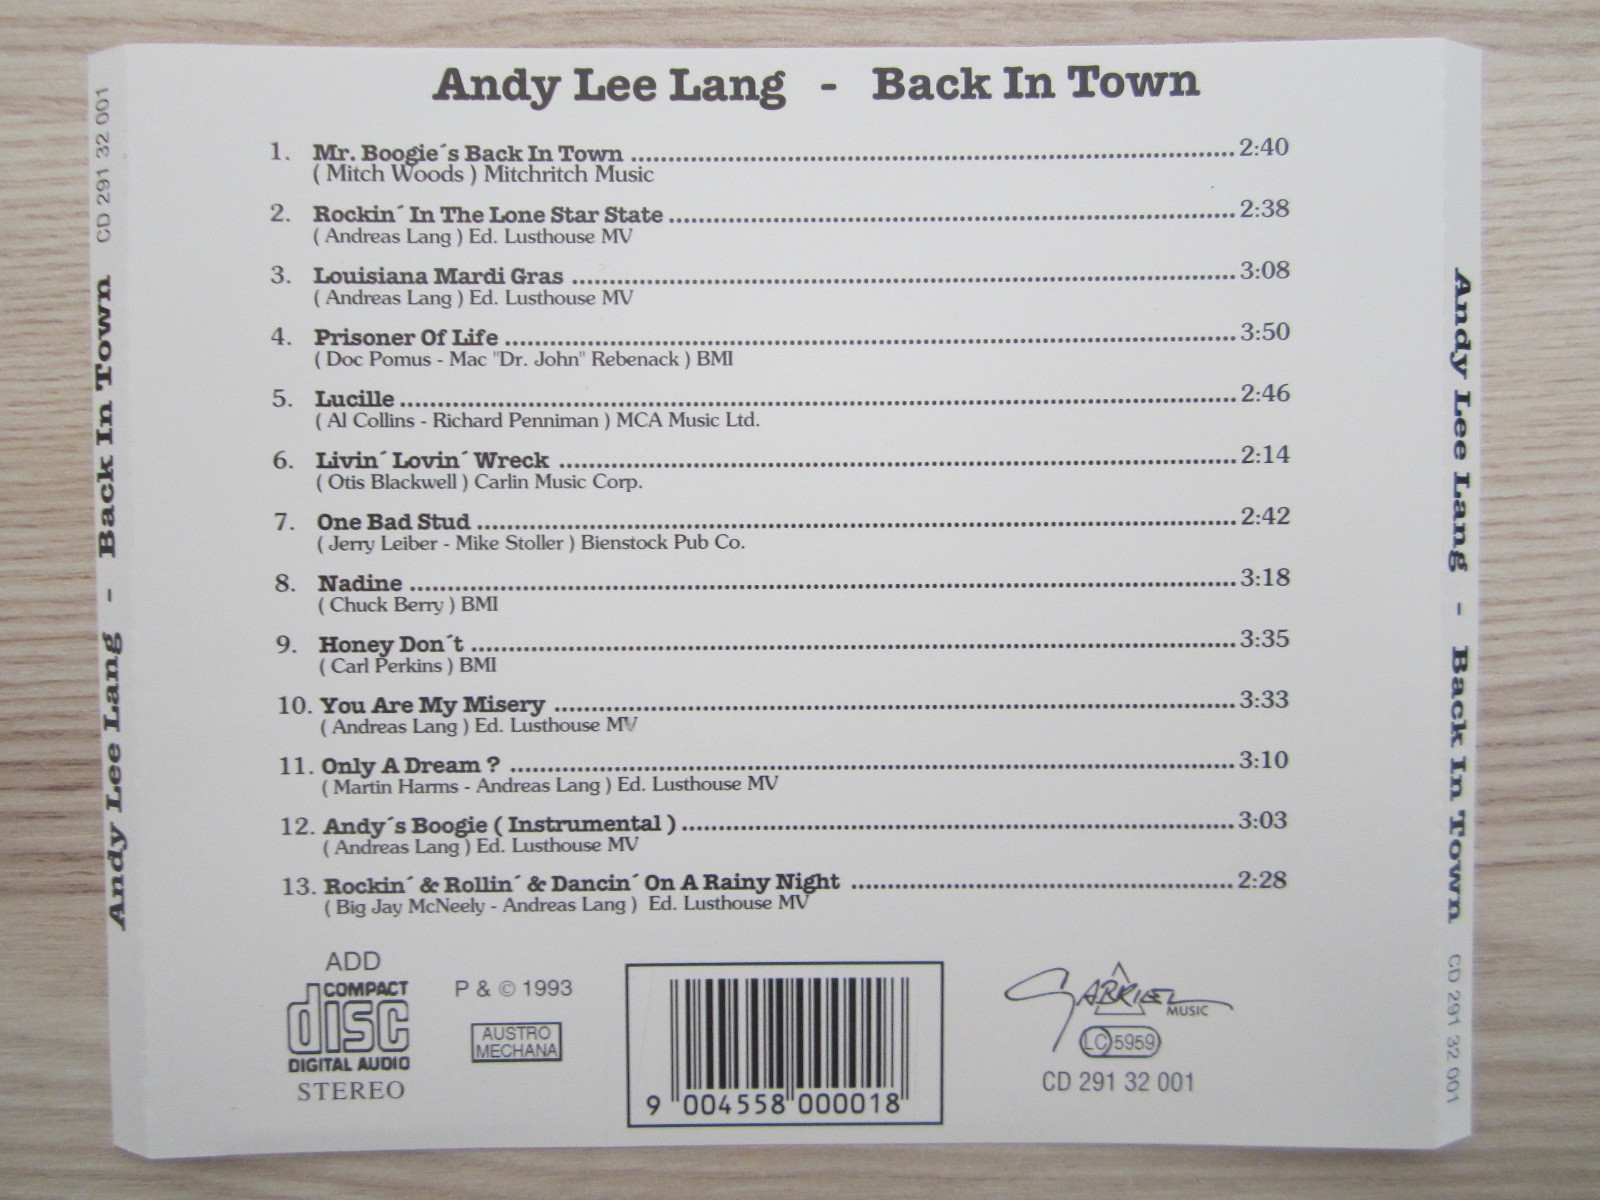 Andy Lee Lang - Back In Town
1. Mr. Boogie´s Back In Town 2:40
( Mitch Woods ) Mitchritch Music
2. Rockin´ In The Lone Star State 2:38
( Andreas Lang ) Ed. Lusthouse MV
3. Louisiana Mardi Gras 3:08
( Andreas Lang ) Ed. Lusthouse MV
4. Prisoner Of Life 3:50
( Doc Pomus - Mac "Dr. John" Rebenack ) BMI
5. Lucille 2:46
( Al Collins - Richard Penniman ) MCA Music Ltd.
6. Livin´ Lovin´ Wreck 2:14
( Otis Blackwell ) Carlin Music Corp.
7. One Bad Stud 2:42
( Jerry Leiber - Mike Stoller ) Bienstock Pub Co.
8. Nadine 3:18
( Chuck Berry ) BMI
9. Honey Don´t 3:35
( Carl Perkins ) BMI
10. You Are My Misery 3:33
( Andreas Lang ) Ed. Lusthouse MV
11. Only A Dream ? 3:10
( Martin Harms - Andreas Lang ) Ed. Lusthouse MV
12. Andy´s Boogie ( Instrumental ) 3:03
( Andreas Lang ) Ed. Lusthouse MV
13. Rockin´ & Rollin´ & Dancin´ On A Rainy Night 2:28
( Big Jay McNeely - Andreas Lang ) Ed. Lusthouse MV
ADD
COMPACT
disc
DIGITAL AUDIO
STEREO
P & © 1993
AUSTRO
MECHANA
9 004558 000018
GABRIEL
MUSIC
LC 5959
CD 291 32 001
Andy Lee Lang - Back In Town CD 291 32 001
Andy Lee Lang - Back In Town CD 291 32 001